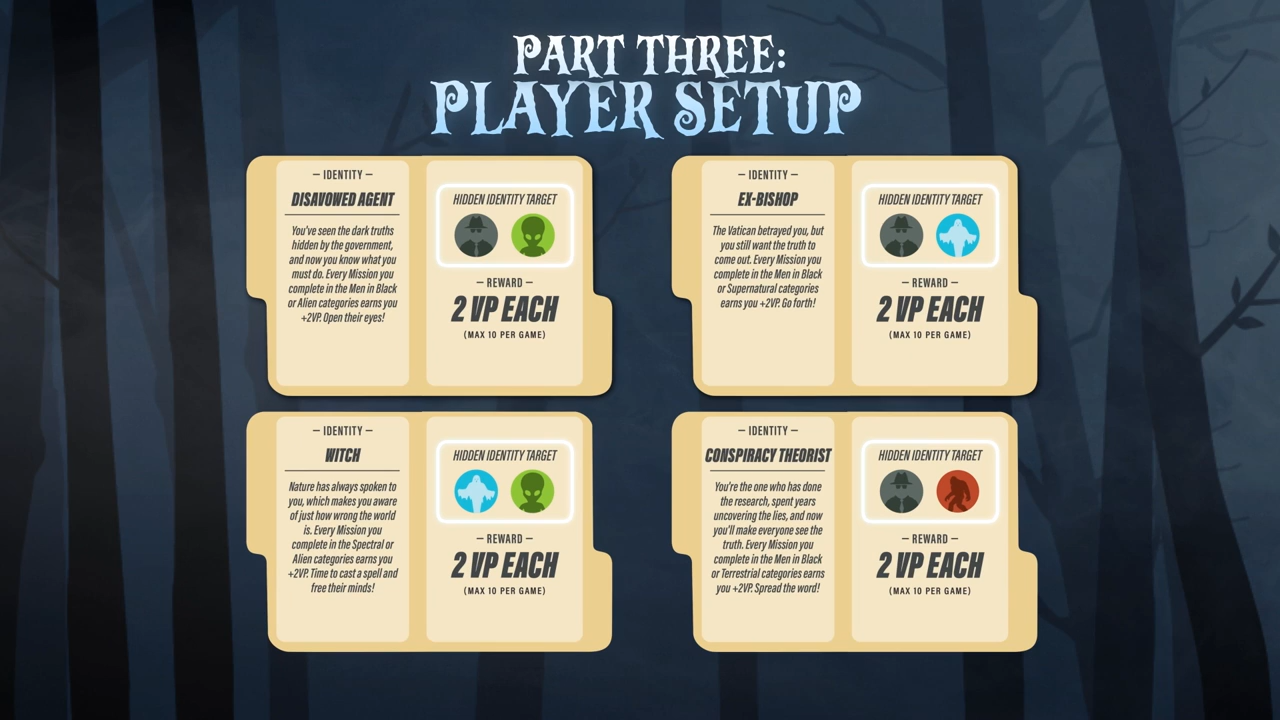 PART THREE:
PLAYER SETUP
– IDENTITY –
DISAVOWED AGENT
You've seen the dark truths
hidden by the government,
and now you know what you
must do. Every Mission you
complete in the Men in Black
or Alien categories earns you
+2VP. Open their eyes!
HIDDEN IDENTITY TARGET
– REWARD –
2 VP EACH
(MAX 10 PER GAME)
– IDENTITY –
EX-BISHOP
The Vatican betrayed you, but
you still want the truth to
come out. Every Mission you
complete in the Men in Black
or Supernatural categories
earns you +2VP. Go forth!
HIDDEN IDENTITY TARGET
– REWARD –
2 VP EACH
(MAX 10 PER GAME)
– IDENTITY –
WITCH
Nature has always spoken to
you, which makes you aware
of just how wrong the world
is. Every Mission you
complete in the Spectral or
Alien categories earns you
+2VP. Time to cast a spell and
free their minds!
HIDDEN IDENTITY TARGET
– REWARD –
2 VP EACH
(MAX 10 PER GAME)
– IDENTITY –
CONSPIRACY THEORIST
You're the one who has done
the research, spent years
uncovering the lies, and now
you'll make everyone see the
truth. Every Mission you
complete in the Men in Black
or Terrestrial categories earns
you +2VP. Spread the word!
HIDDEN IDENTITY TARGET
– REWARD –
2 VP EACH
(MAX 10 PER GAME)